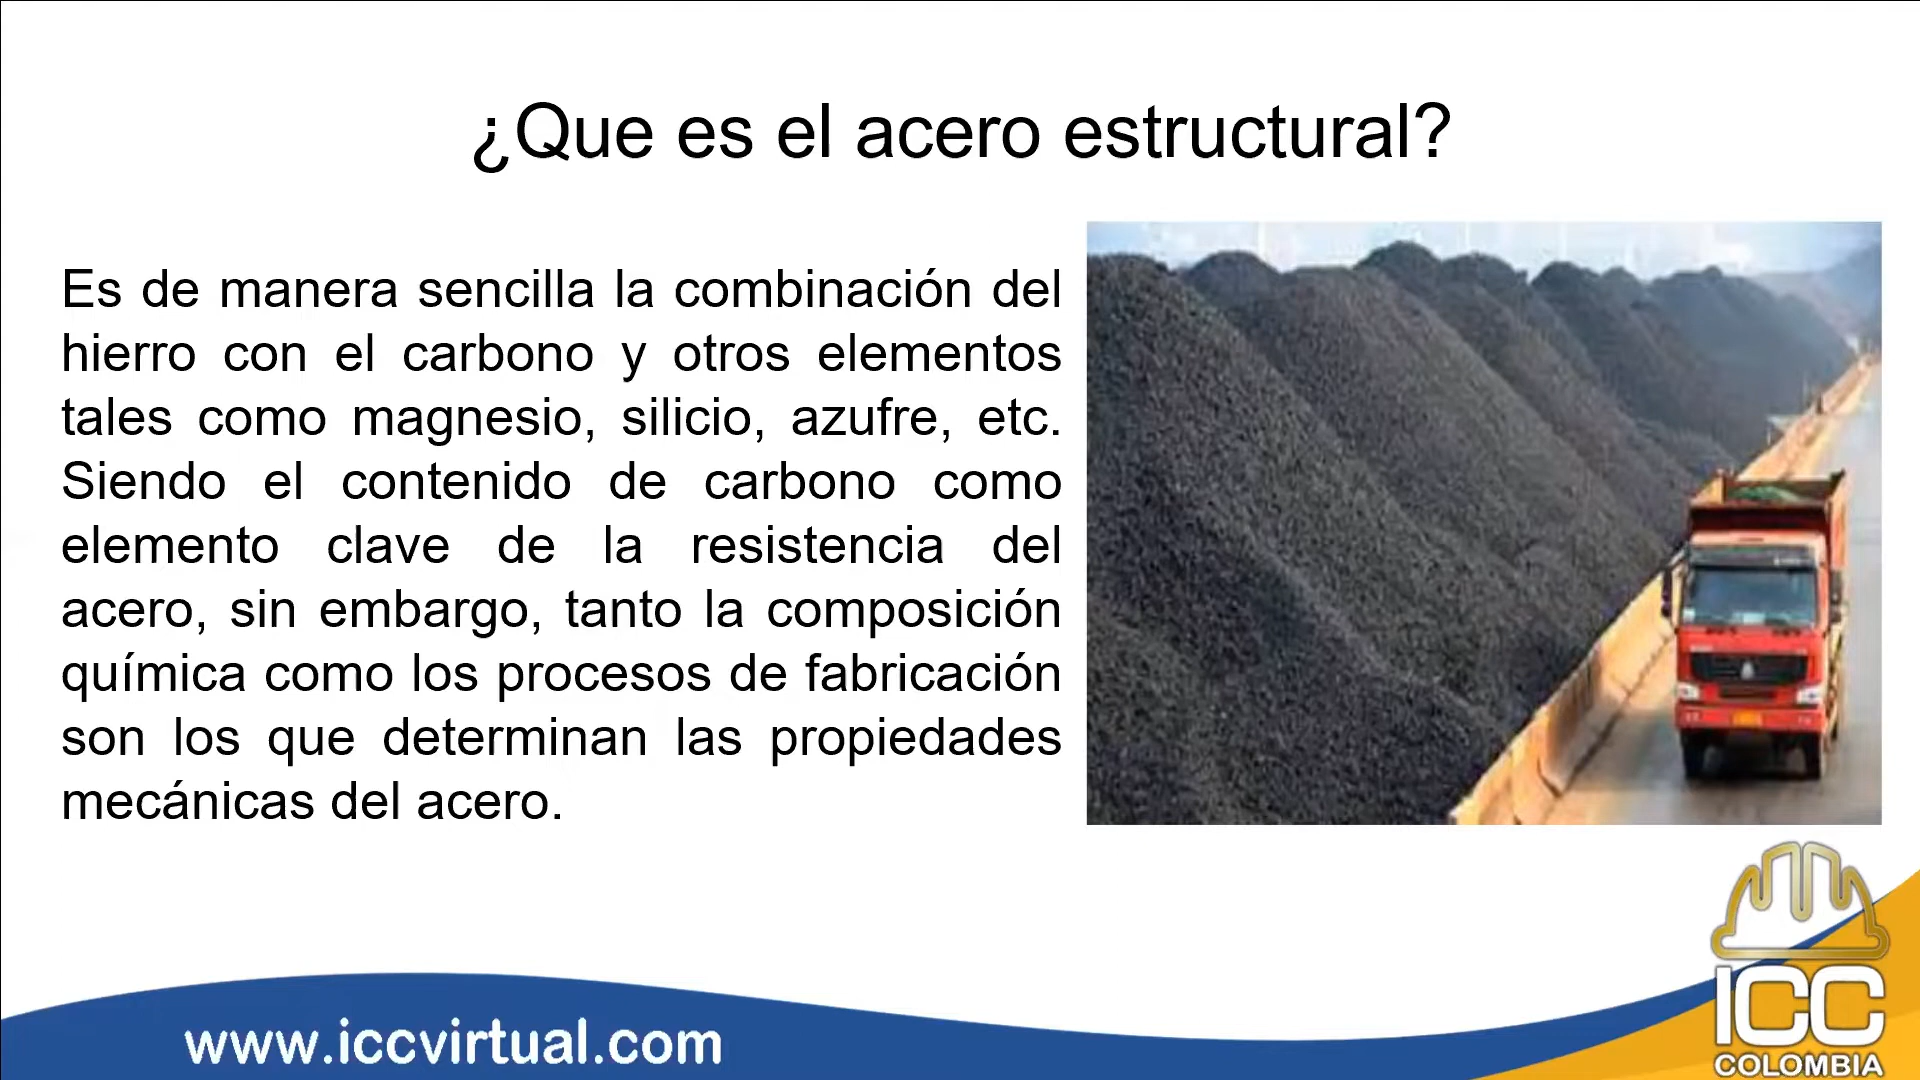 ¿Que es el acero estructural?
Es de manera sencilla la combinación del
hierro con el carbono y otros elementos
tales como magnesio, silicio, azufre, etc.
Siendo el contenido de carbono como
elemento clave de la resistencia del
acero, sin embargo, tanto la composición
química como los procesos de fabricación
son los que determinan las propiedades
mecánicas del acero.
www.iccvirtual.com
ICC
COLOMBIA